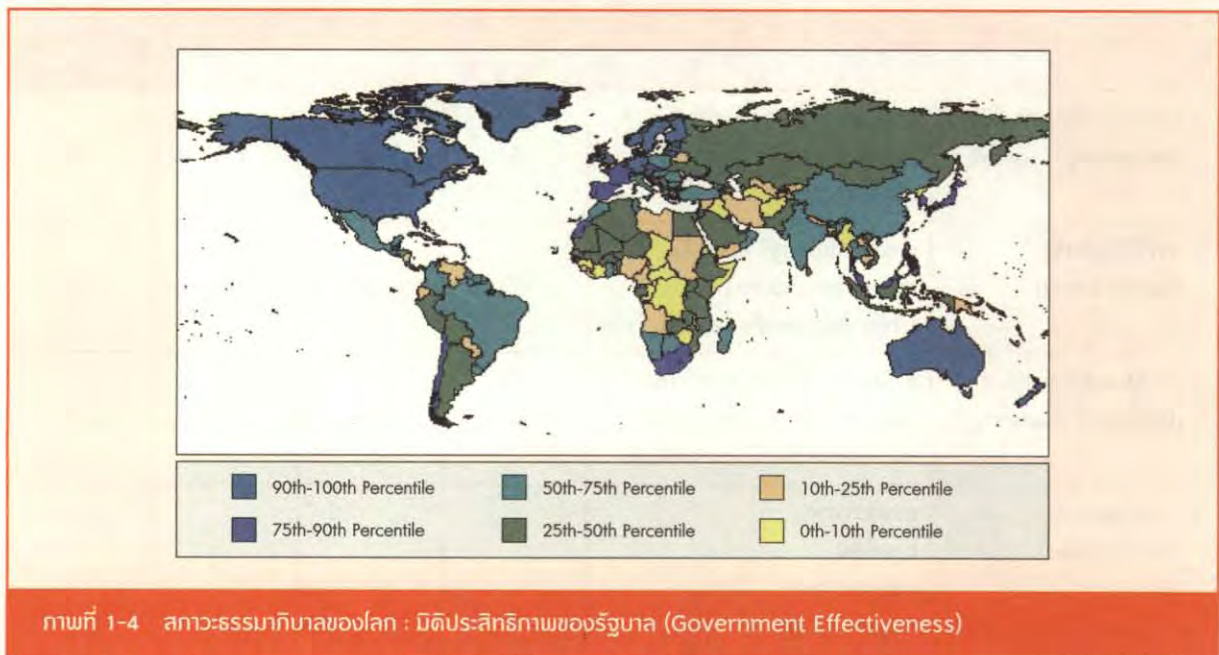 90th-100th Percentile
50th-75th Percentile
10th-25th Percentile
75th-90th Percentile
25th-50th Percentile
0th-10th Percentile
ภาพที่ 1-4 สภาวะธรรมาภิบาลของโลก : มิติประสิทธิภาพของรัฐบาล (Government Effectiveness)